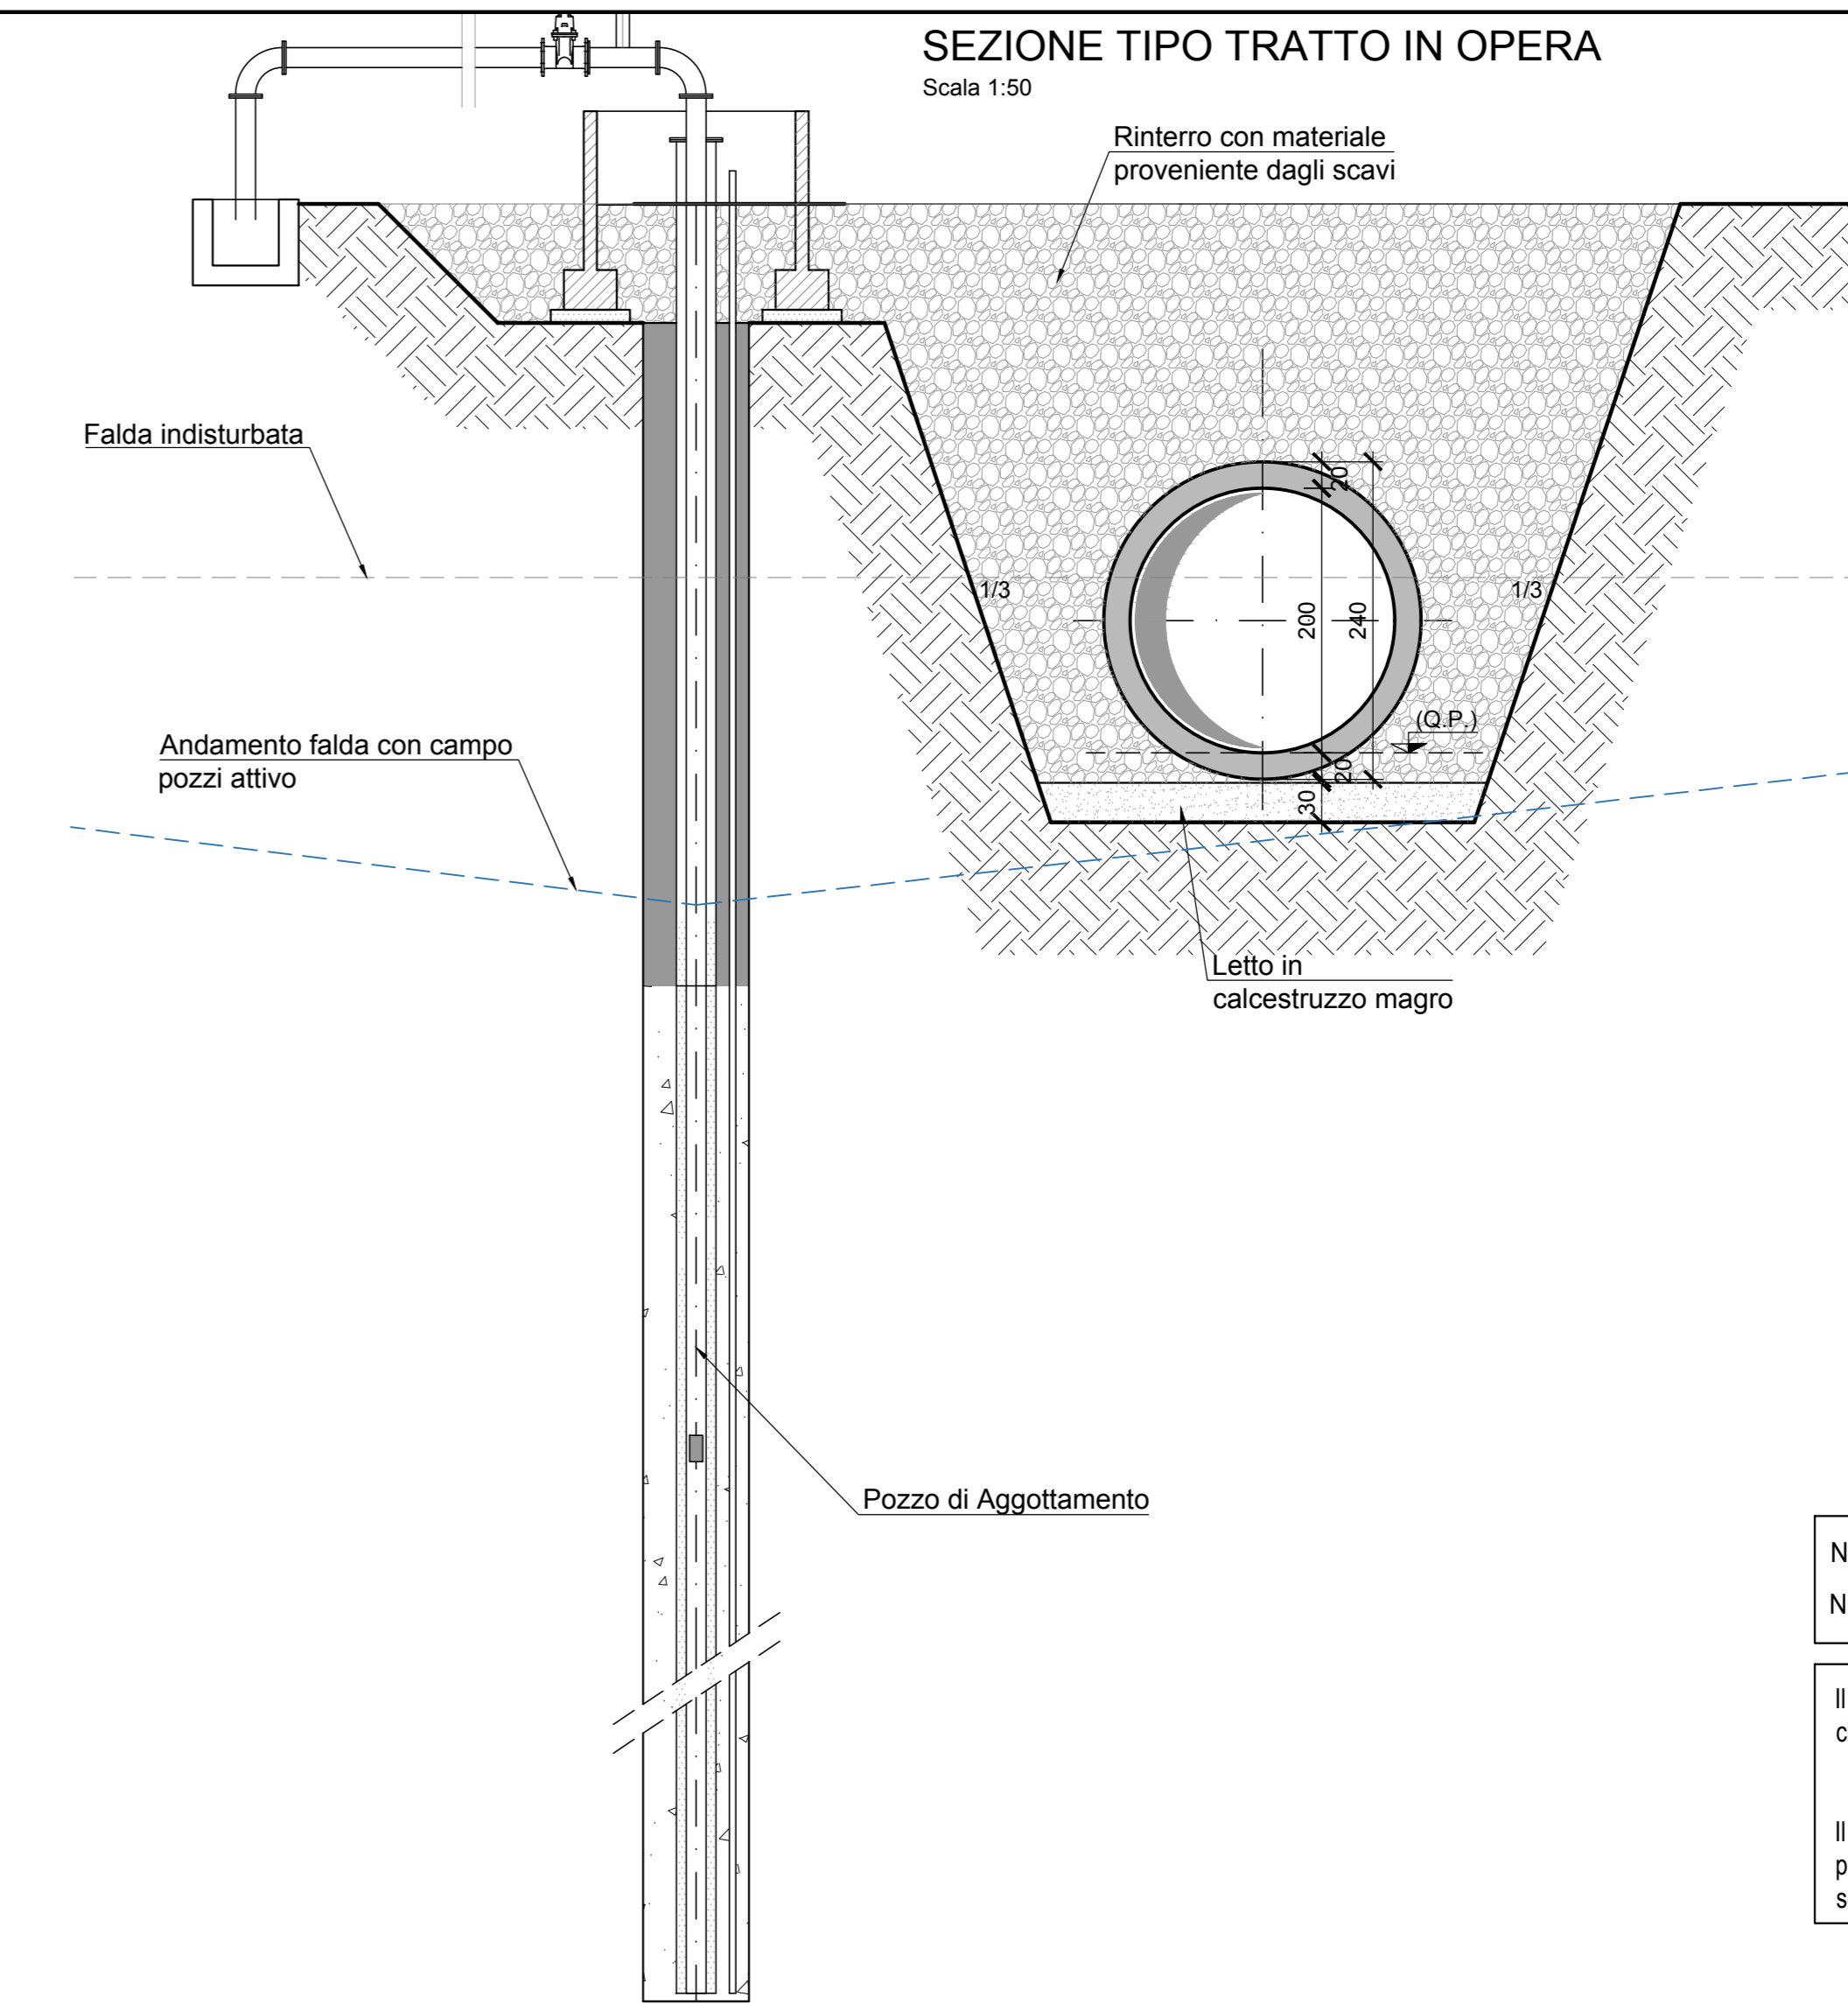 SEZIONE TIPO TRATTO IN OPERA
Scala 1:50
Rinterro con materiale
proveniente dagli scavi
Falda indisturbata
20
1/3
1/3
200
240
(Q.P.)
Andamento falda con campo
pozzi attivo
20
30
Letto in
calcestruzzo magro
Pozzo di Aggottamento
N
N
Il
c
Il
p
s